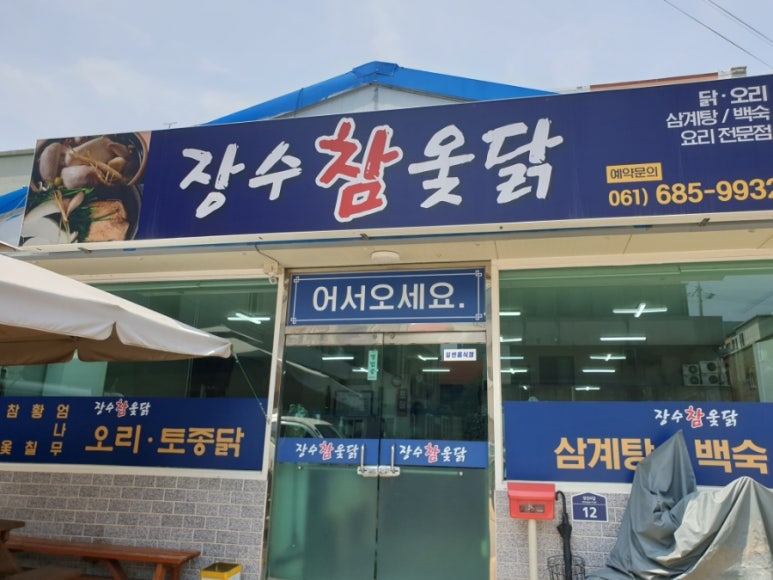 장수참옻닭
닭·오리
삼계탕 / 백숙
요리 전문점
예약문의
061) 685-9932
어서오세요.
일반음식점
참옻
황칠
엄나무
장수참옻닭
오리·토종닭
장수참옻닭
장수참옻닭
장수참옻닭
삼계탕
백숙
12